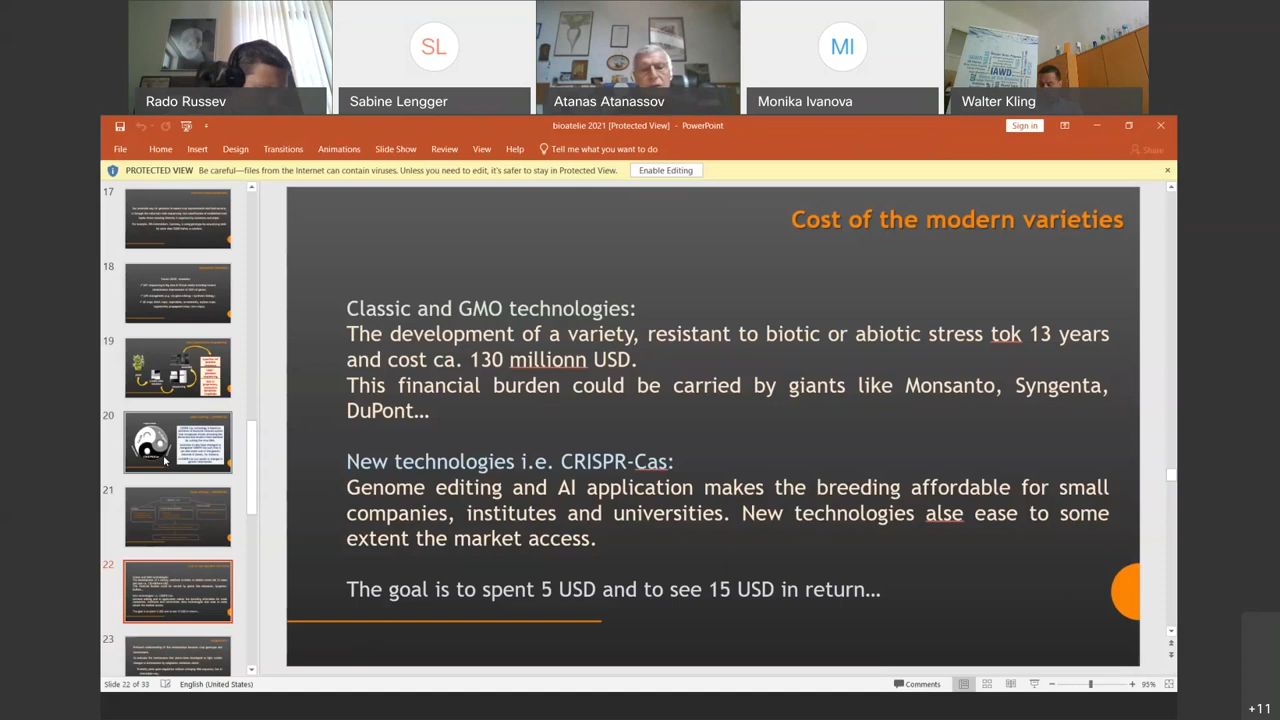 SL
MI
IAWD
Rado Russev
Sabine Lengger
Atanas Atanassov
Monika Ivanova
Walter Kling
bioatelie 2021 [Protected View] - PowerPoint
Sign in
File Home Insert Design Transitions Animations Slide Show Review View Help Tell me what you want to do
Share
PROTECTED VIEW Be careful—files from the Internet can contain viruses. Unless you need to edit, it's safer to stay in Protected View.
Enable Editing
17
18
19
20
21
22
23
Cost of the modern varieties
Classic and GMO technologies:
The development of a variety, resistant to biotic or abiotic stress tok 13 years
and cost ca. 130 millionn USD.
This financial burden could be carried by giants like Monsanto, Syngenta,
DuPont...
New technologies i.e. CRISPR-Cas:
Genome editing and AI application makes the breeding affordable for small
companies, institutes and universities. New technologies alse ease to some
extent the market access.
The goal is to spent 5 USD and to see 15 USD in return...
Slide 22 of 33
English (United States)
Comments
95%
+11